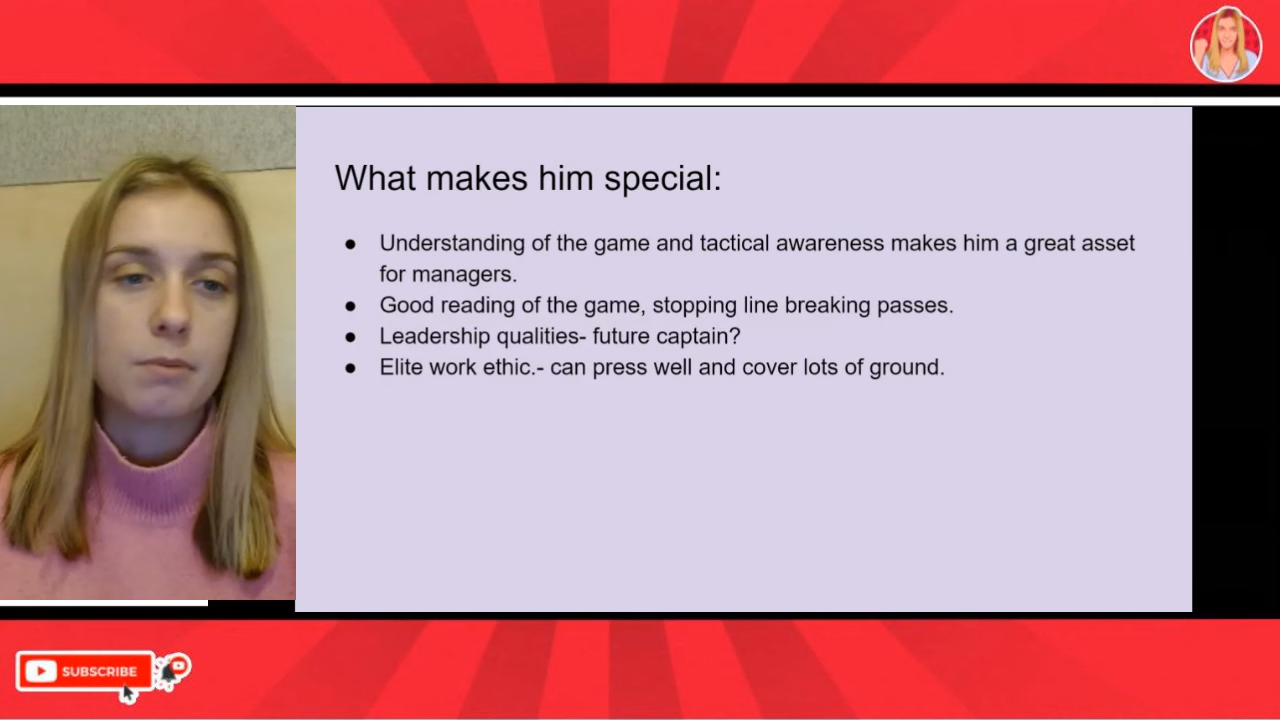 What makes him special:
● Understanding of the game and tactical awareness makes him a great asset
for managers.
● Good reading of the game, stopping line breaking passes.
● Leadership qualities- future captain?
● Elite work ethic.- can press well and cover lots of ground.
SUBSCRIBE